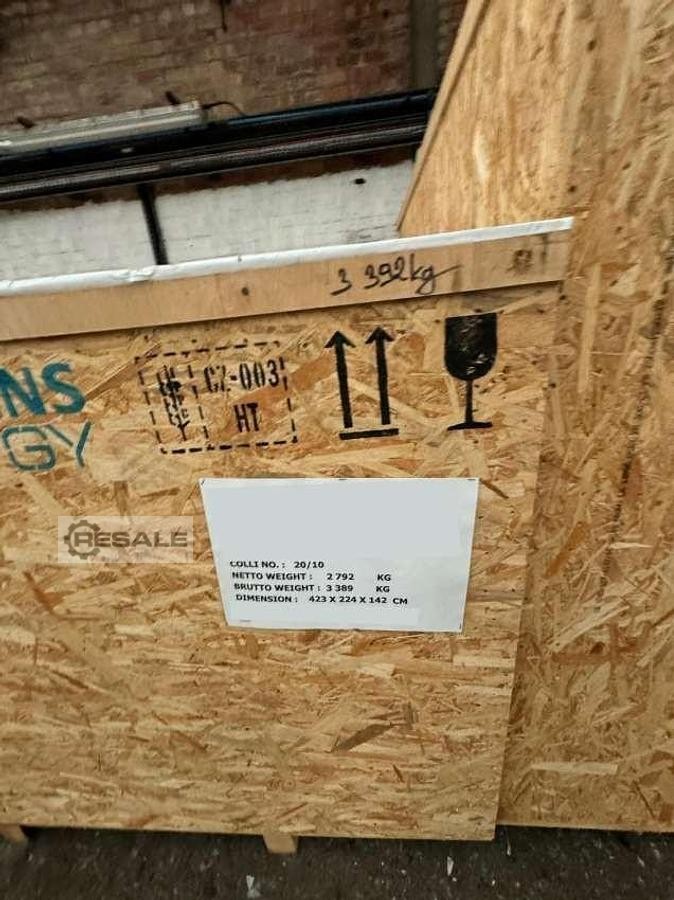 3 392kg
NS
GY
CZ-003
HT
RESALE
COLLI NO. : 20/10
NETTO WEIGHT : 2 792 KG
BRUTTO WEIGHT : 3 389 KG
DIMENSION : 423 X 224 X 142 CM